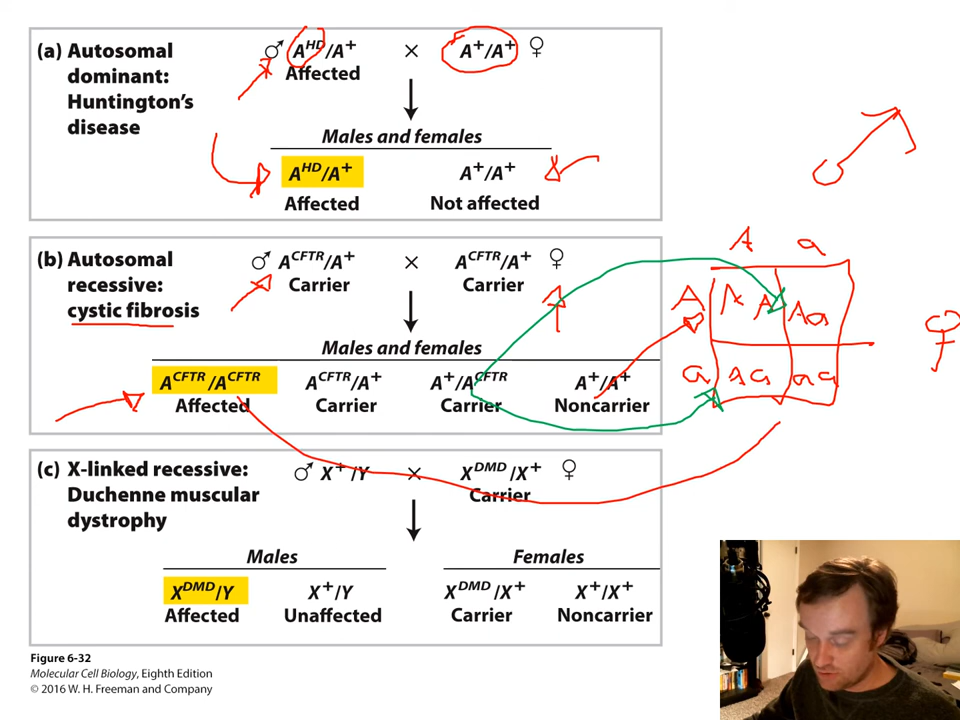 (a) Autosomal dominant: Huntington's disease
♂ A^HD/A^+ × A^+/A^+ ♀
Affected
Males and females
A^HD/A^+ A^+/A^+
Affected Not affected
(b) Autosomal recessive: cystic fibrosis
♂ A^CFTR/A^+ × A^CFTR/A^+ ♀
Carrier Carrier
Males and females
A^CFTR/A^CFTR A^CFTR/A^+ A^+/A^CFTR A^+/A^+
Affected Carrier Carrier Noncarrier
A a
A A A Aa
a Aa aa
(c) X-linked recessive: Duchenne muscular dystrophy
♂ X^+/Y × X^DMD/X^+ ♀
Carrier
Males Females
X^DMD/Y X^+/Y X^DMD/X^+ X^+/X^+
Affected Unaffected Carrier Noncarrier
Figure 6-32
Molecular Cell Biology, Eighth Edition
© 2016 W. H. Freeman and Company